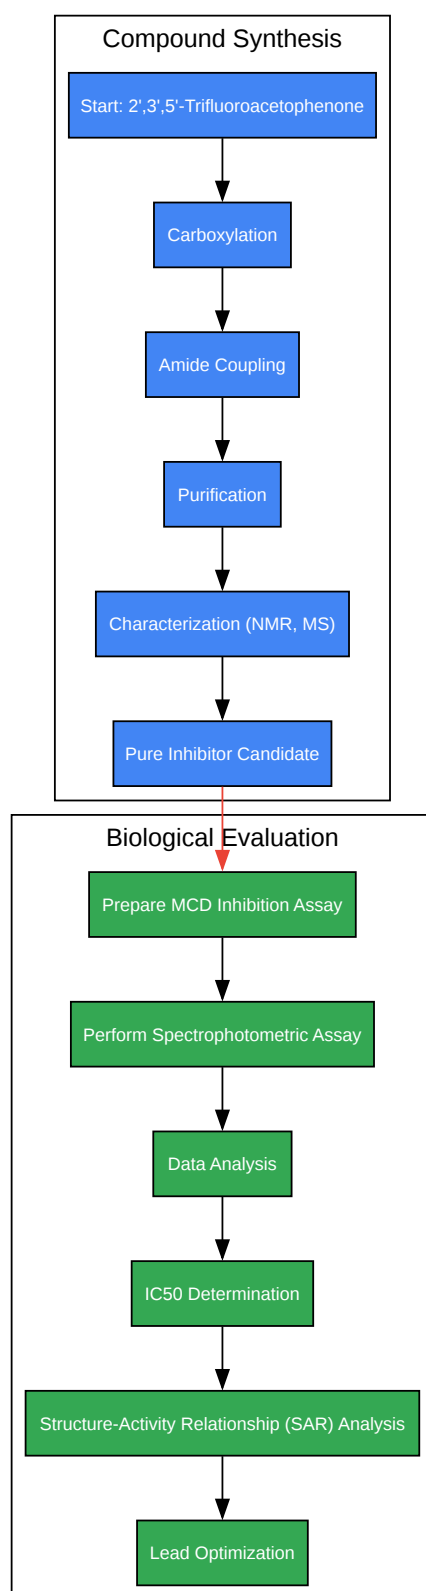 Compound Synthesis
Start: 2',3',5'-Trifluoroacetophenone
Carboxylation
Amide Coupling
Purification
Characterization (NMR, MS)
Pure Inhibitor Candidate
Biological Evaluation
Prepare MCD Inhibition Assay
Perform Spectrophotometric Assay
Data Analysis
IC50 Determination
Structure-Activity Relationship (SAR) Analysis
Lead Optimization